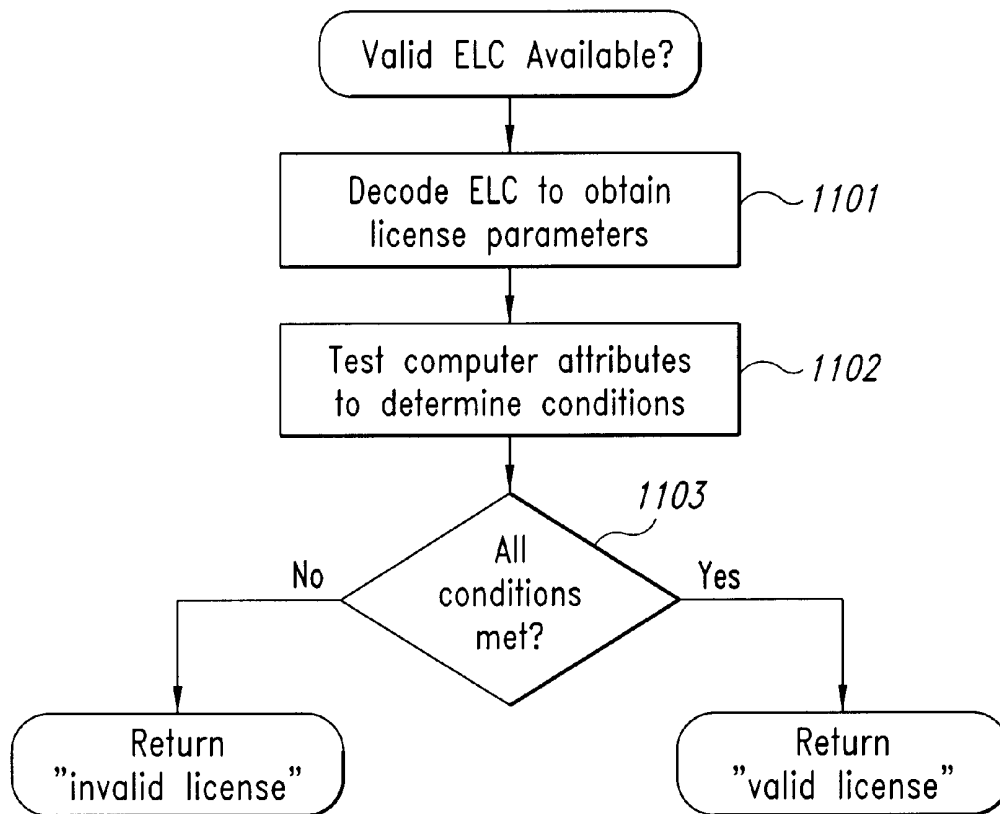 Valid ELC Available?
Decode ELC to obtain
license parameters
1101
Test computer attributes
to determine conditions
1102
1103
All
conditions
met?
No
Yes
Return
"invalid license"
Return
"valid license"